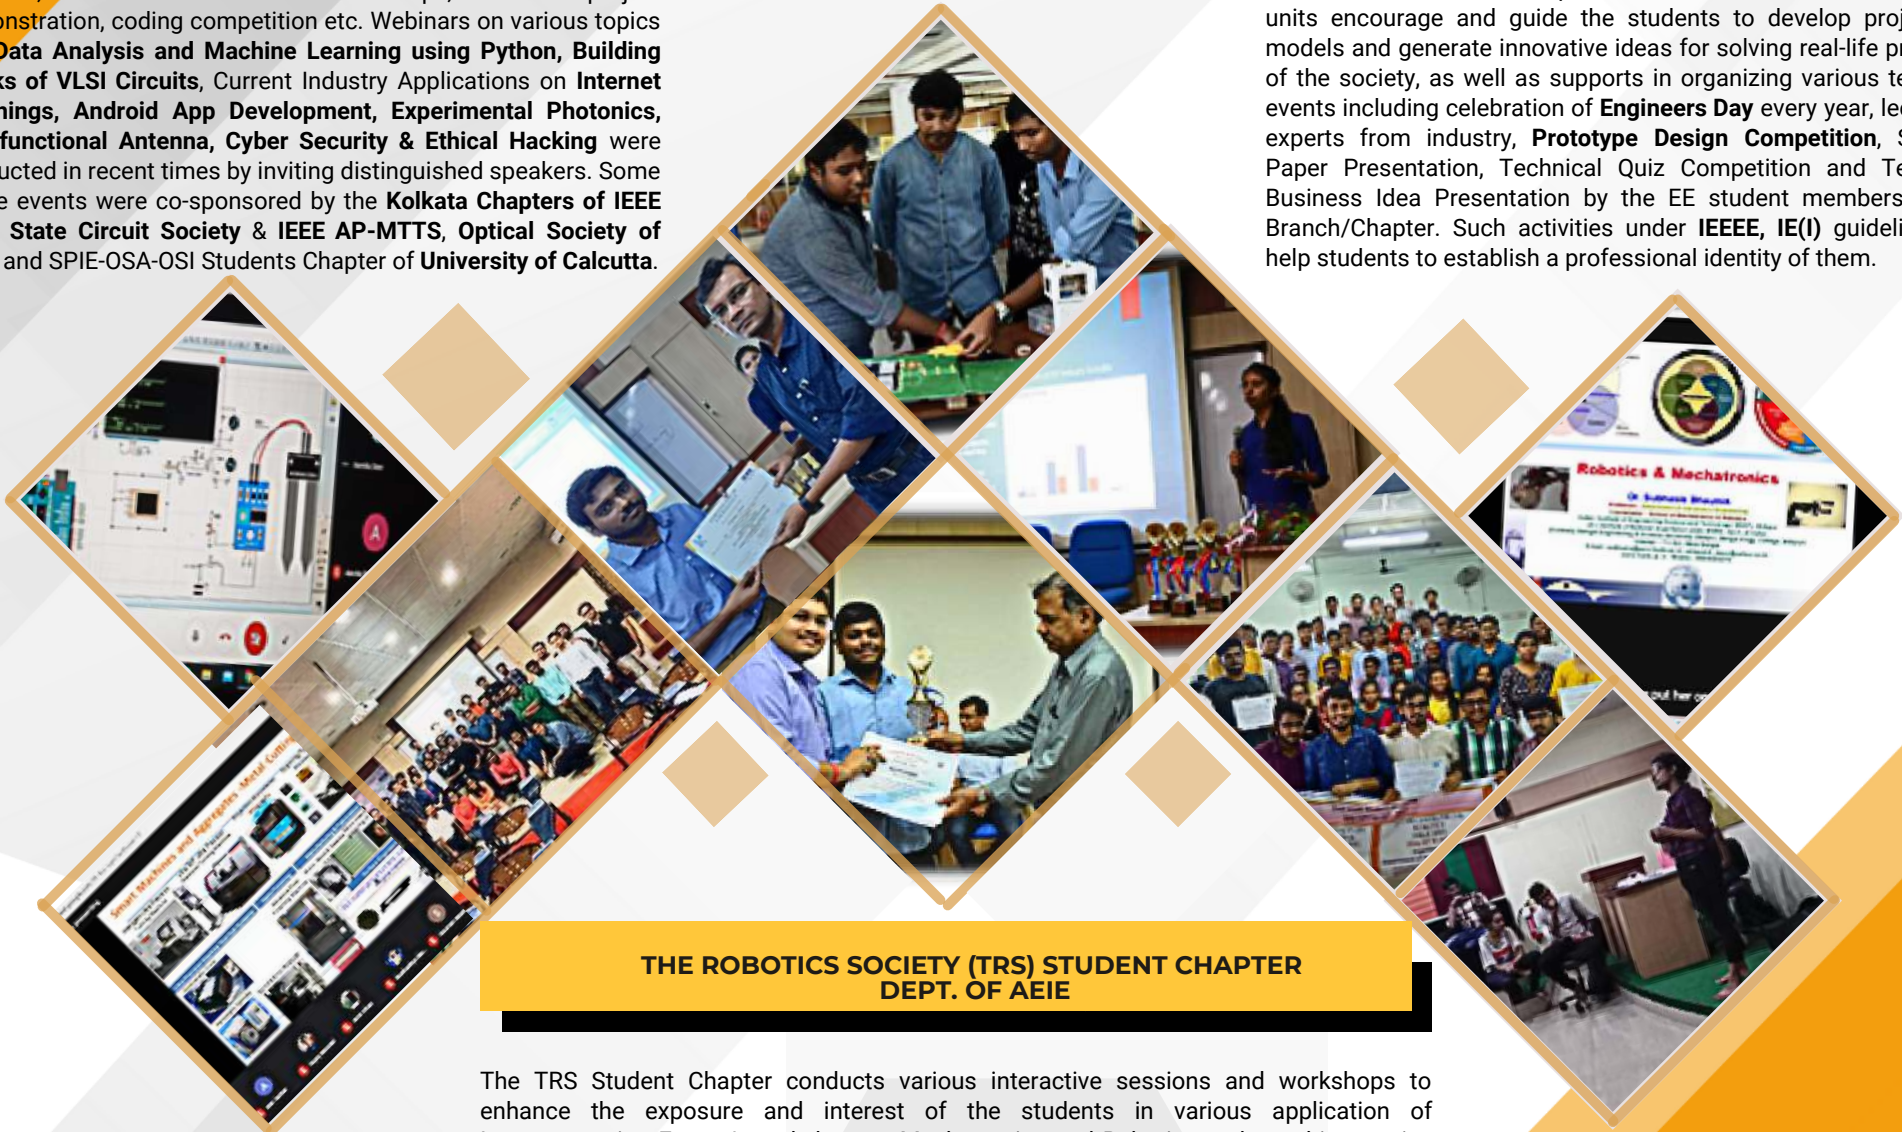 onstration, coding competition etc. Webinars on various topics
Data Analysis and Machine Learning using Python, Building
ks of VLSI Circuits, Current Industry Applications on Internet
nings, Android App Development, Experimental Photonics,
functional Antenna, Cyber Security & Ethical Hacking were
ucted in recent times by inviting distinguished speakers. Some
e events were co-sponsored by the Kolkata Chapters of IEEE
State Circuit Society & IEEE AP-MTTS, Optical Society of
and SPIE-OSA-OSI Students Chapter of University of Calcutta.
units encourage and guide the students to develop proj
models and generate innovative ideas for solving real-life pr
of the society, as well as supports in organizing various te
events including celebration of Engineers Day every year, lec
experts from industry, Prototype Design Competition, S
Paper Presentation, Technical Quiz Competition and Te
Business Idea Presentation by the EE student members
Branch/Chapter. Such activities under IEEEE, IE(I) guideli
help students to establish a professional identity of them.
Robotics & Mechatronics
Smart Machines and Aggregates -Metal Cutting
A
THE ROBOTICS SOCIETY (TRS) STUDENT CHAPTER
DEPT. OF AEIE
The TRS Student Chapter conducts various interactive sessions and workshops to
enhance the exposure and interest of the students in various application of